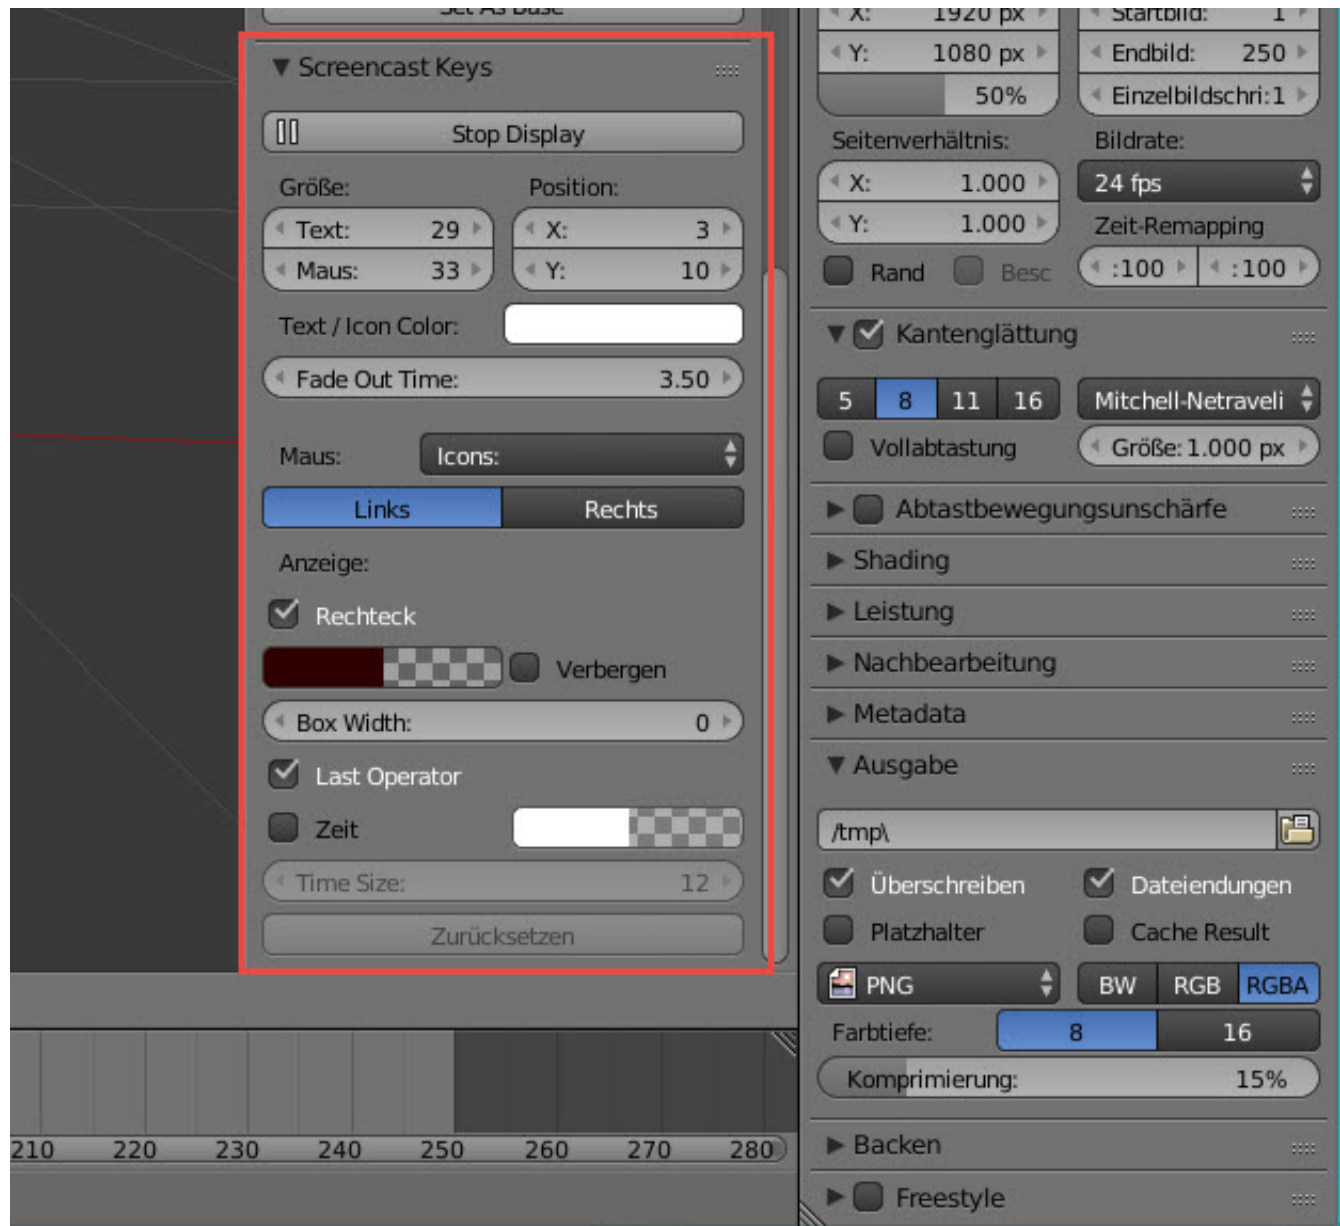 Set As Base
Screencast Keys
Stop Display
Größe:
Position:
Text: 29
X: 3
Maus: 33
Y: 10
Text / Icon Color:
Fade Out Time: 3.50
Maus: Icons:
Links Rechts
Anzeige:
Rechteck
Verbergen
Box Width: 0
Last Operator
Zeit
Time Size: 12
Zurücksetzen
210 220 230 240 250 260 270 280
X: 1920 px
Startbild: 1
Y: 1080 px
Endbild: 250
50%
Einzelbildschri:1
Seitenverhältnis:
Bildrate:
X: 1.000
24 fps
Y: 1.000
Zeit-Remapping
Rand Besc
:100 :100
Kantenglättung
5 8 11 16
Mitchell-Netraveli
Vollabtastung
Größe: 1.000 px
Abtastbewegungsunschärfe
Shading
Leistung
Nachbearbeitung
Metadata
Ausgabe
/tmp\
Überschreiben
Dateiendungen
Platzhalter
Cache Result
PNG
BW RGB RGBA
Farbtiefe: 8 16
Komprimierung: 15%
Backen
Freestyle